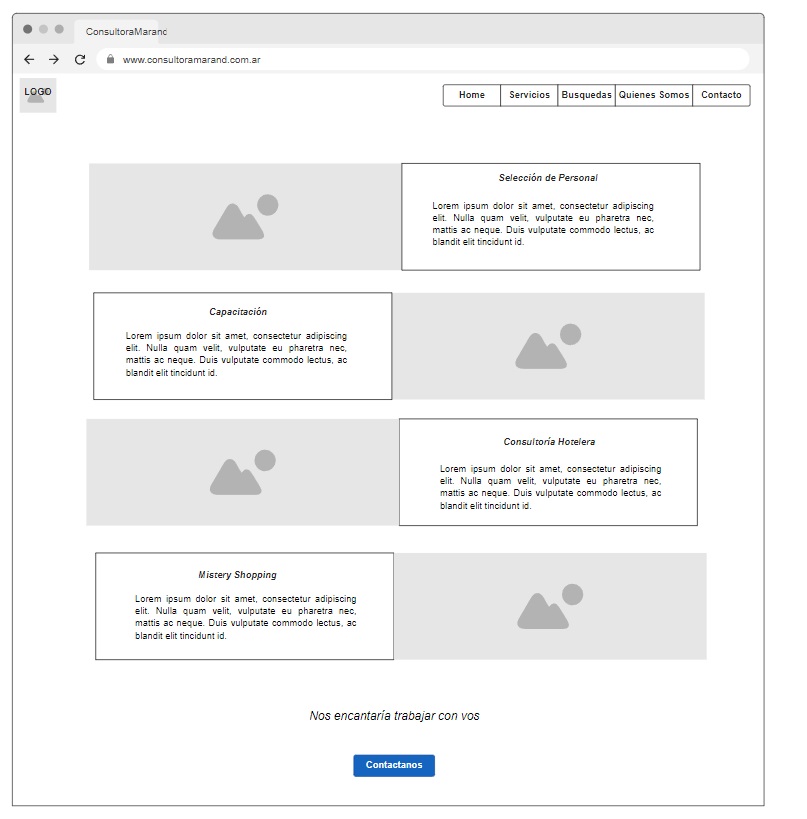 ConsultoraMarand
www.consultoramarand.com.ar
LOGO
Home Servicios Busquedas Quienes Somos Contacto
Selección de Personal
Lorem ipsum dolor sit amet, consectetur adipiscing
elit. Nulla quam velit, vulputate eu pharetra nec,
mattis ac neque. Duis vulputate commodo lectus, ac
blandit elit tincidunt id.
Capacitación
Lorem ipsum dolor sit amet, consectetur adipiscing
elit. Nulla quam velit, vulputate eu pharetra nec,
mattis ac neque. Duis vulputate commodo lectus, ac
blandit elit tincidunt id.
Consultoría Hotelera
Lorem ipsum dolor sit amet, consectetur adipiscing
elit. Nulla quam velit, vulputate eu pharetra nec,
mattis ac neque. Duis vulputate commodo lectus, ac
blandit elit tincidunt id.
Mistery Shopping
Lorem ipsum dolor sit amet, consectetur adipiscing
elit. Nulla quam velit, vulputate eu pharetra nec,
mattis ac neque. Duis vulputate commodo lectus, ac
blandit elit tincidunt id.
Nos encantaría trabajar con vos
Contactanos